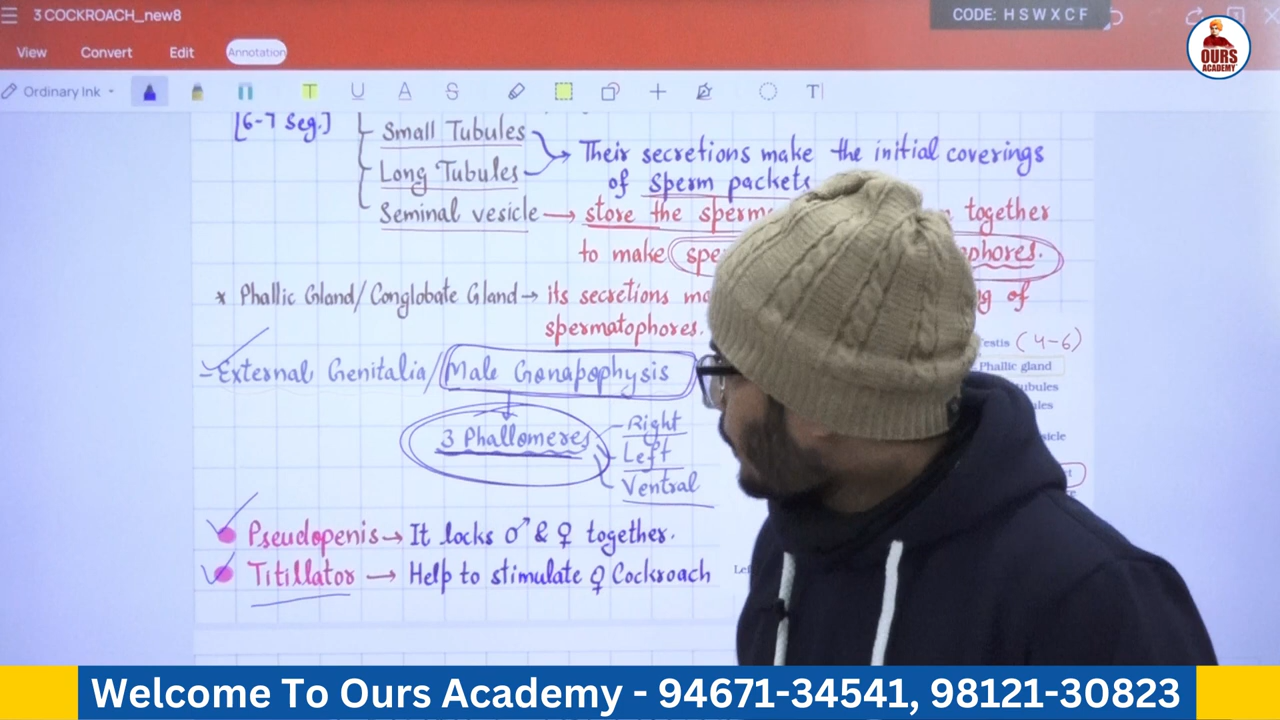 3 COCKROACH_new8
CODE: H S W X C F
View Convert Edit Annotation
OURS
ACADEMY
Ordinary Ink
[6-7 Seg.]
Small Tubules
Long Tubules
Their secretions make the initial coverings
of sperm packets
Seminal vesicle → store the sperms together
to make
* Phallic Gland/Conglobate Gland → its secretions of
spermatophores.
Testis (4-6)
Phallic gland
tubules
- External Genitalia/Male Gonapophysis
3 Phallomeres
Right
Left
Ventral
Pseudopenis → It locks ♂ & ♀ together.
Titillator → Help to stimulate ♀ Cockroach
Welcome To Ours Academy - 94671-34541, 98121-30823